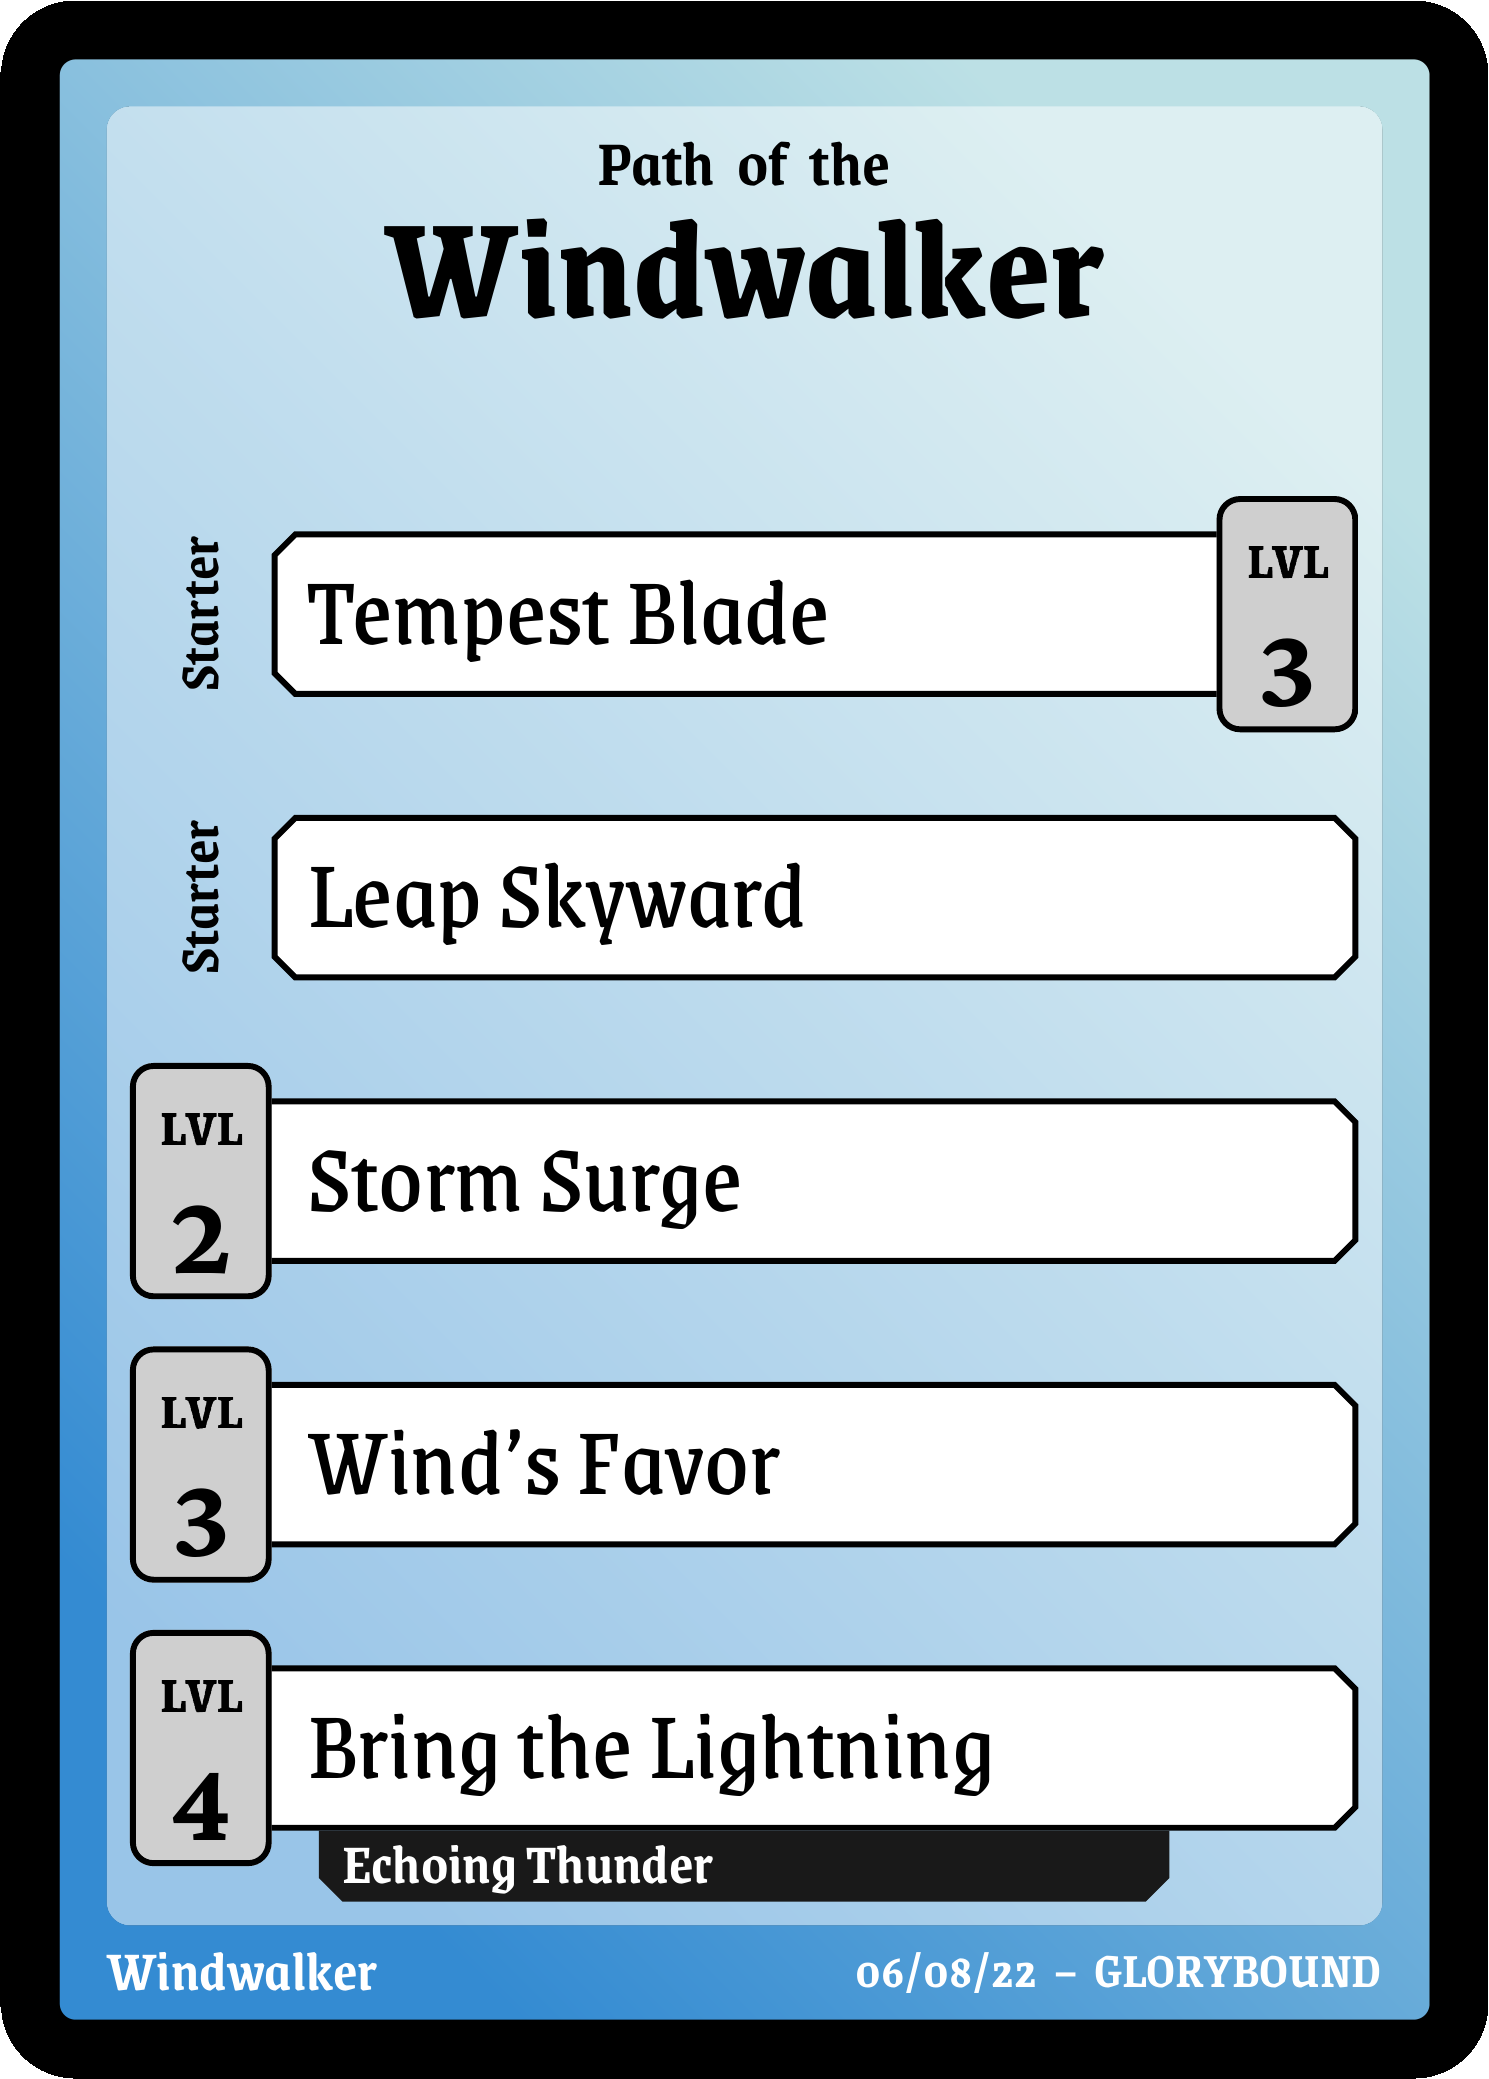 Path of the
Windwalker
Starter
Tempest Blade
LVL
3
Starter
Leap Skyward
LVL
2
Storm Surge
LVL
3
Wind’s Favor
LVL
4
Bring the Lightning
Echoing Thunder
Windwalker
06/08/22 – GLORYBOUND